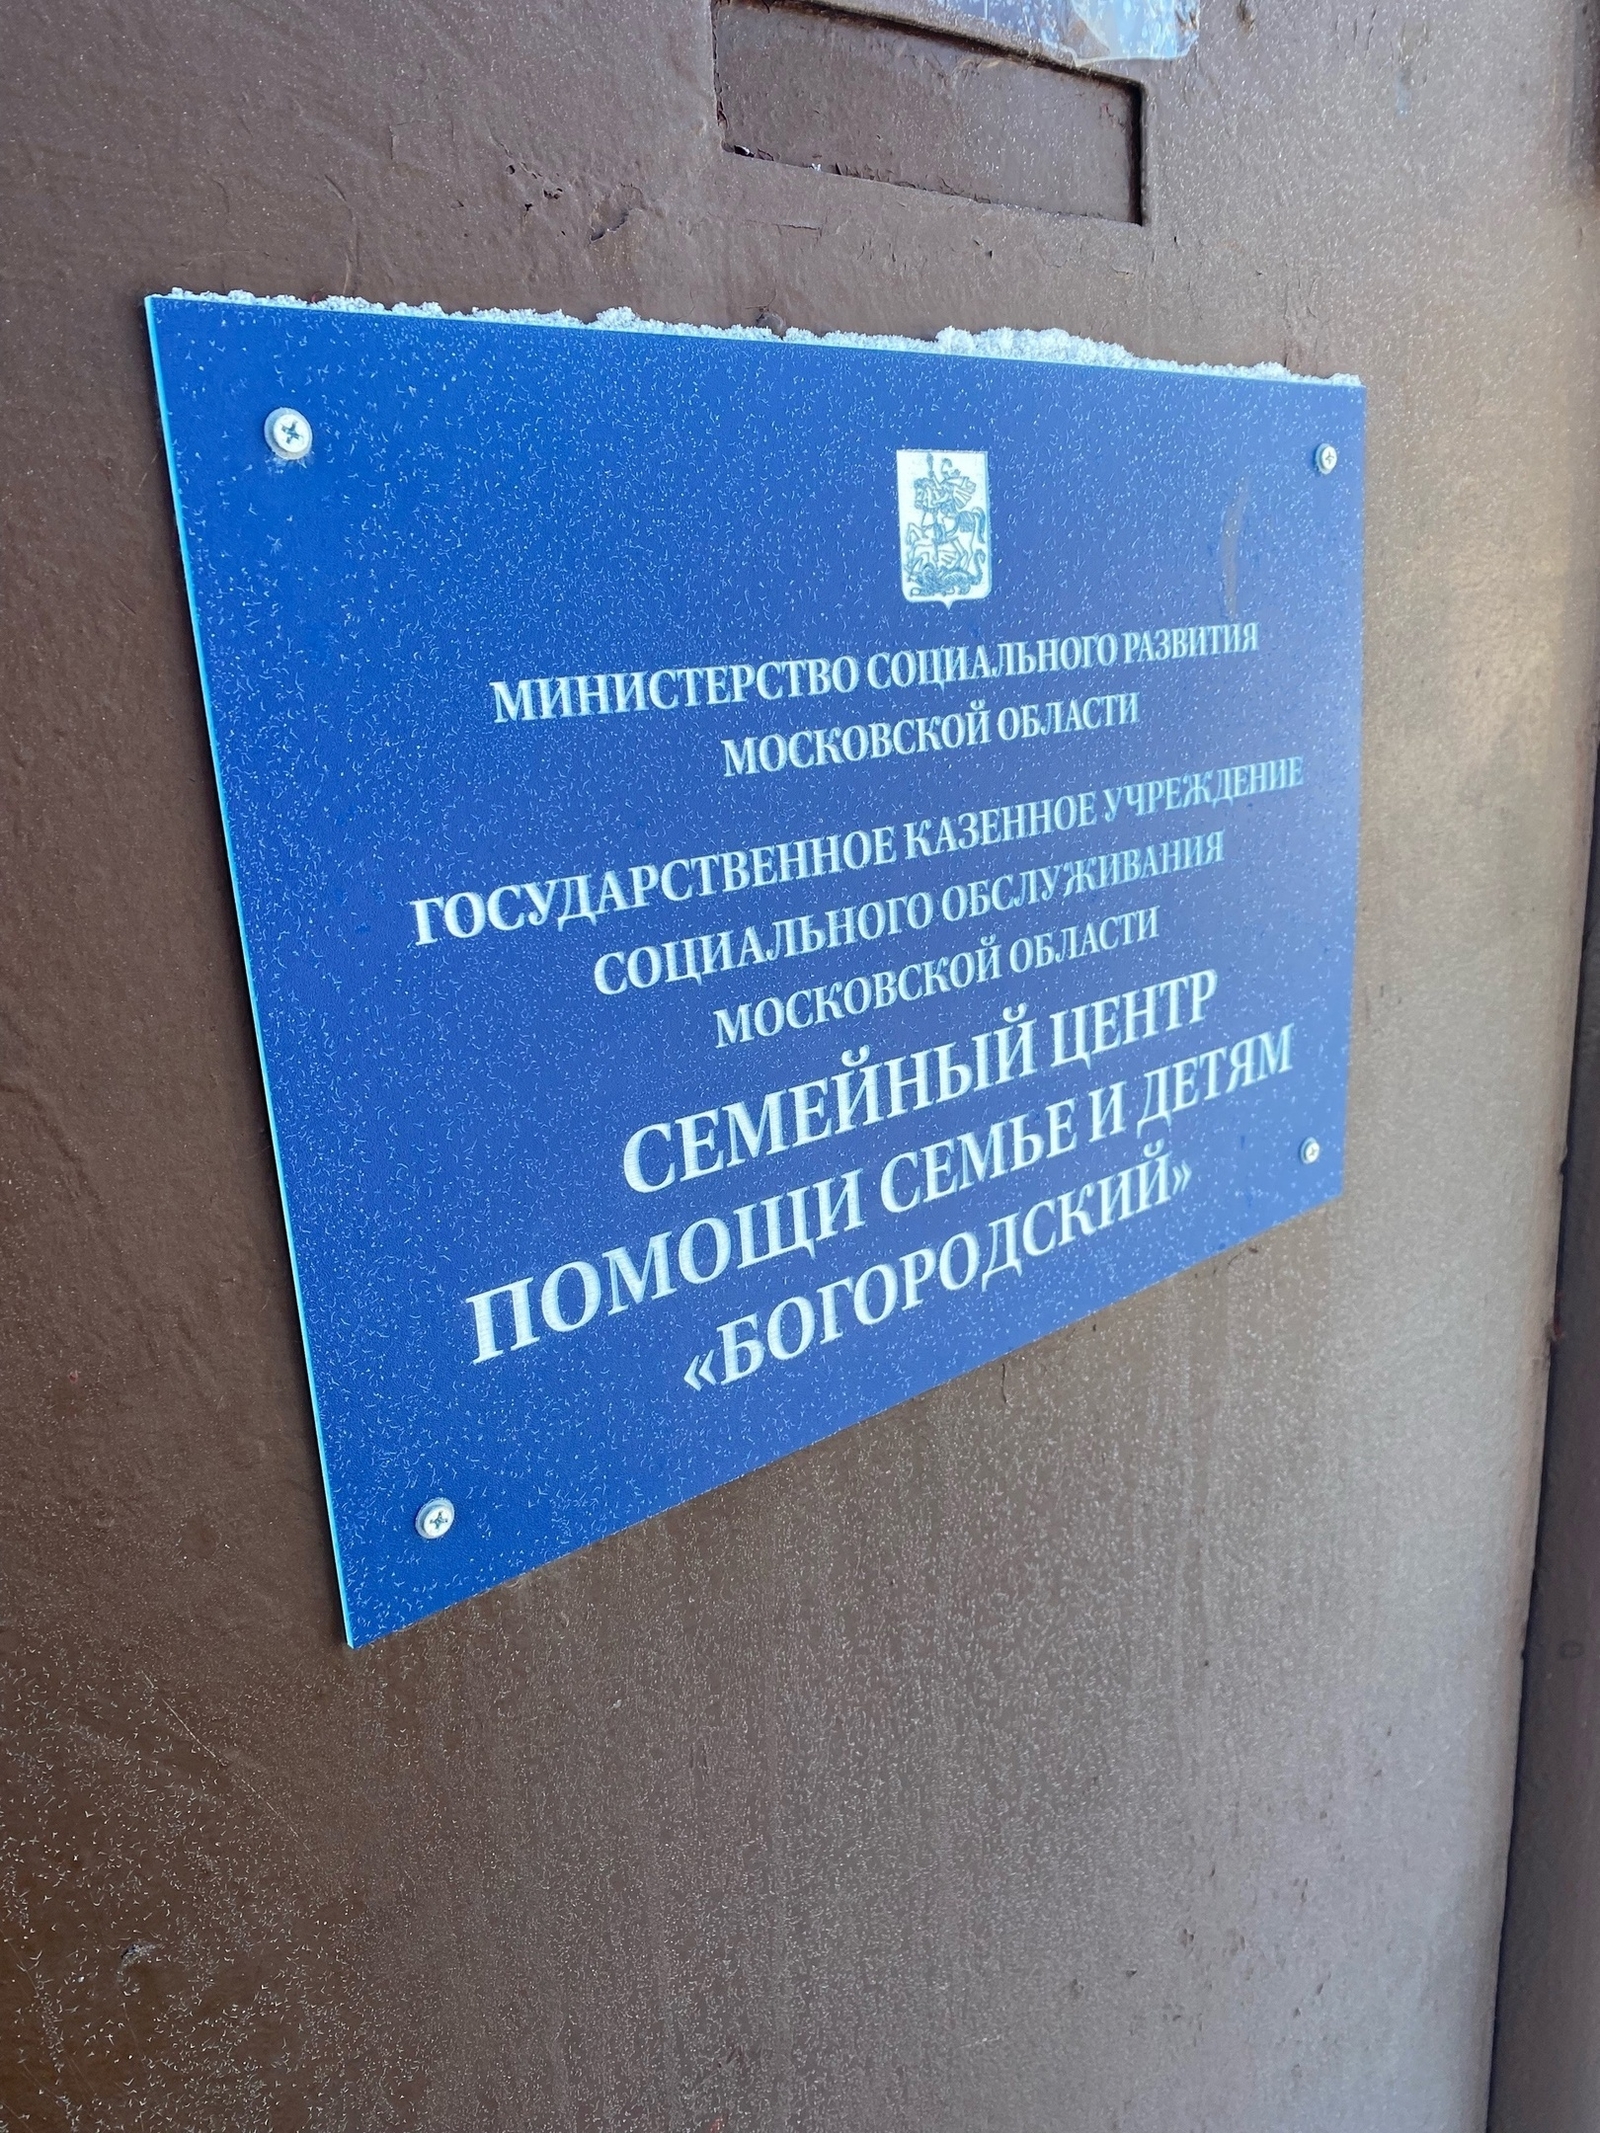 МИНИСТЕРСТВО СОЦИАЛЬНОГО РАЗВИТИЯ
МОСКОВСКОЙ ОБЛАСТИ
ГОСУДАРСТВЕННОЕ КАЗЕННОЕ УЧРЕЖДЕНИЕ
СОЦИАЛЬНОГО ОБСЛУЖИВАНИЯ
МОСКОВСКОЙ ОБЛАСТИ
СЕМЕЙНЫЙ ЦЕНТР
ПОМОЩИ СЕМЬЕ И ДЕТЯМ
«БОГОРОДСКИЙ»